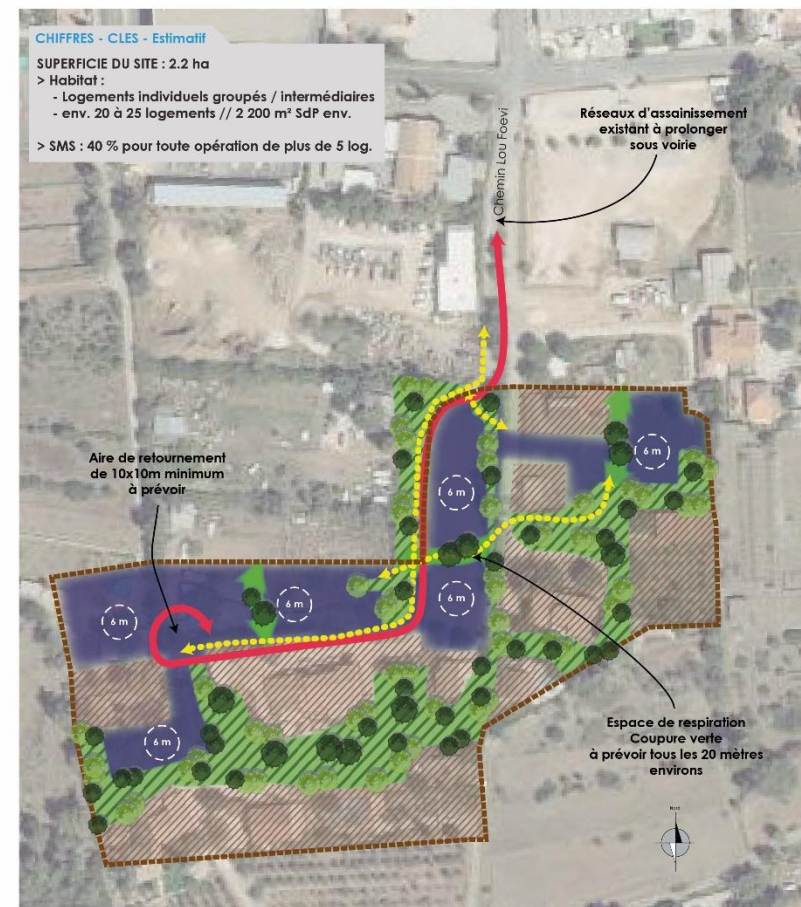 CHIFFRES - CLES - Estimatif
SUPERFICIE DU SITE : 2.2 ha
> Habitat :
- Logements individuels groupés / intermédiaires
- env. 20 à 25 logements // 2 200 m² SdP env.
> SMS : 40 % pour toute opération de plus de 5 log.
Réseaux d'assainissement
existant à prolonger
sous voirie
Chemin Lou Foevi
Aire de retournement
de 10x10m minimum
à prévoir
6 m
6 m
6 m
6 m
6 m
6 m
Espace de respiration
Coupure verte
à prévoir tous les 20 mètres
environs
Nord